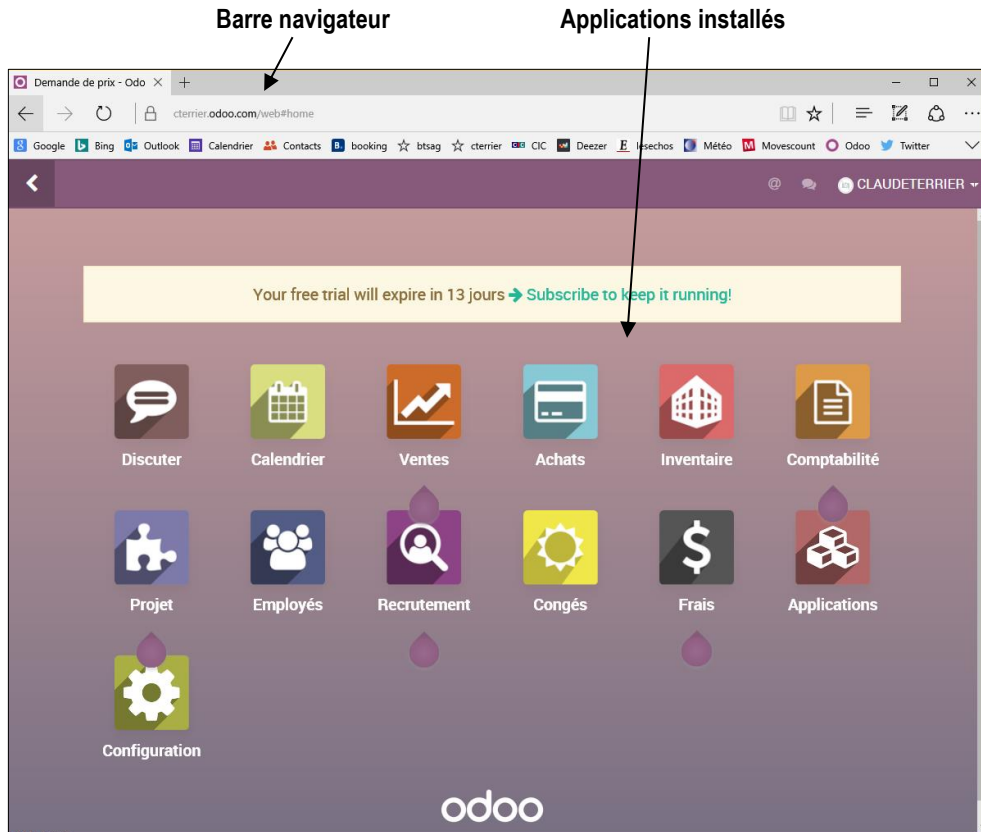 Barre navigateur
Applications installés
Demande de prix - Odo
cterrier.odoo.com/web#home
Google Bing Outlook Calendrier Contacts booking btsag cterrier CIC Deezer lesechos Météo Movescount Odoo Twitter
@ CLAUDETERRIER
Your free trial will expire in 13 jours → Subscribe to keep it running!
Discuter Calendrier Ventes Achats Inventaire Comptabilité
Projet Employés Recrutement Congés Frais Applications
Configuration
odoo